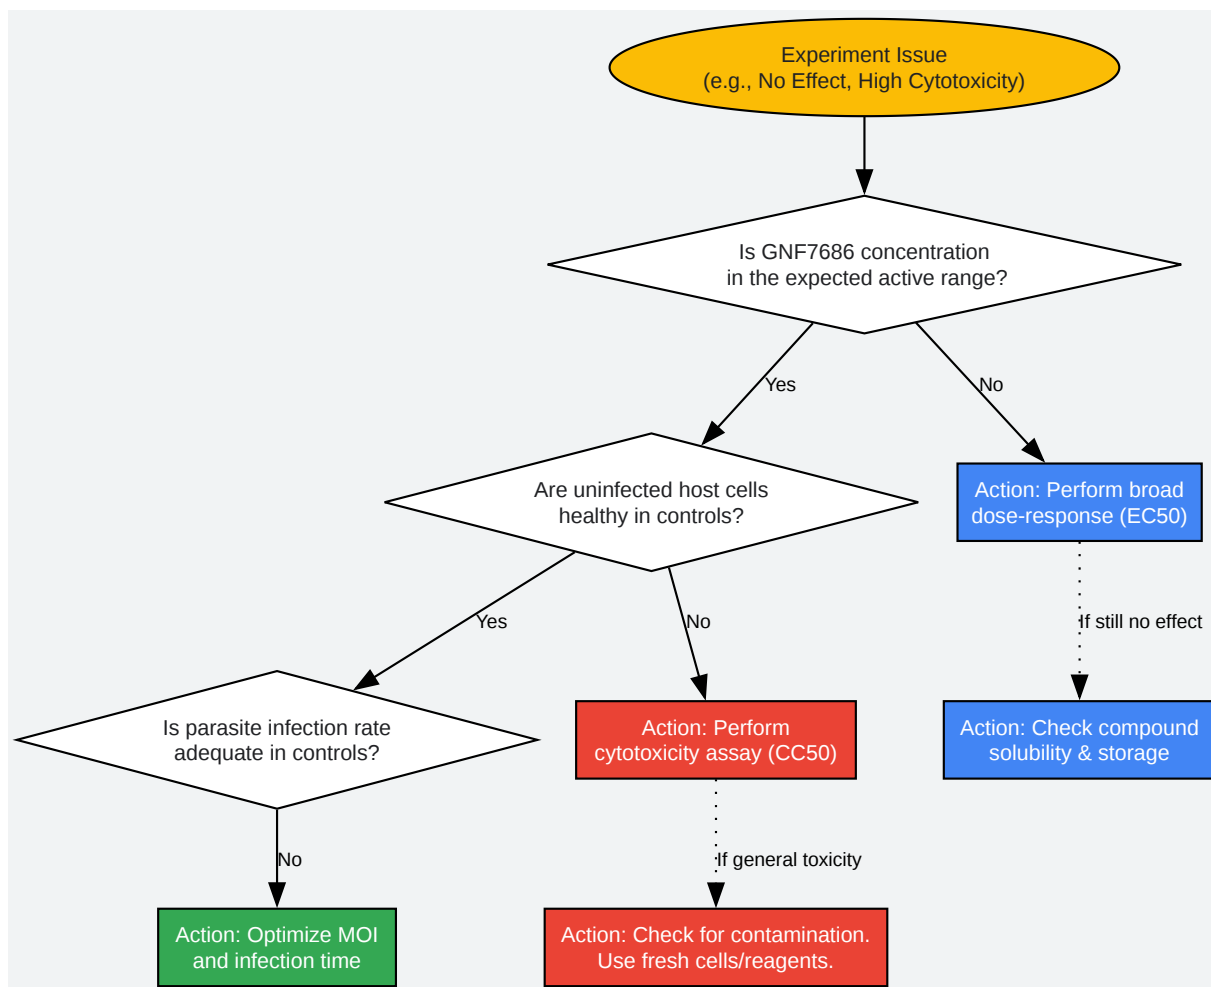 Experiment Issue
(e.g., No Effect, High Cytotoxicity)
Is GNF7686 concentration
in the expected active range?
Yes
No
Are uninfected host cells
healthy in controls?
Action: Perform broad
dose-response (EC50)
Yes
No
If still no effect
Is parasite infection rate
adequate in controls?
Action: Perform
cytotoxicity assay (CC50)
Action: Check compound
solubility & storage
No
If general toxicity
Action: Optimize MOI
and infection time
Action: Check for contamination.
Use fresh cells/reagents.